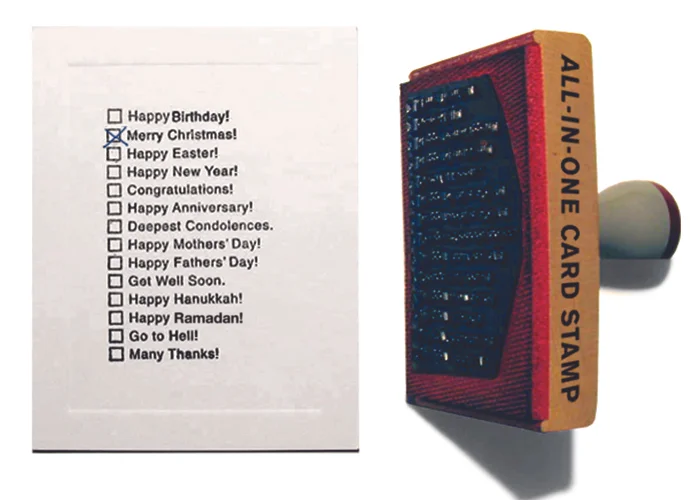 Happy Birthday!
Merry Christmas!
Happy Easter!
Happy New Year!
Congratulations!
Happy Anniversary!
Deepest Condolences.
Happy Mothers' Day!
Happy Fathers' Day!
Get Well Soon.
Happy Hanukkah!
Happy Ramadan!
Go to Hell!
Many Thanks!
ALL-IN-ONE CARD STAMP